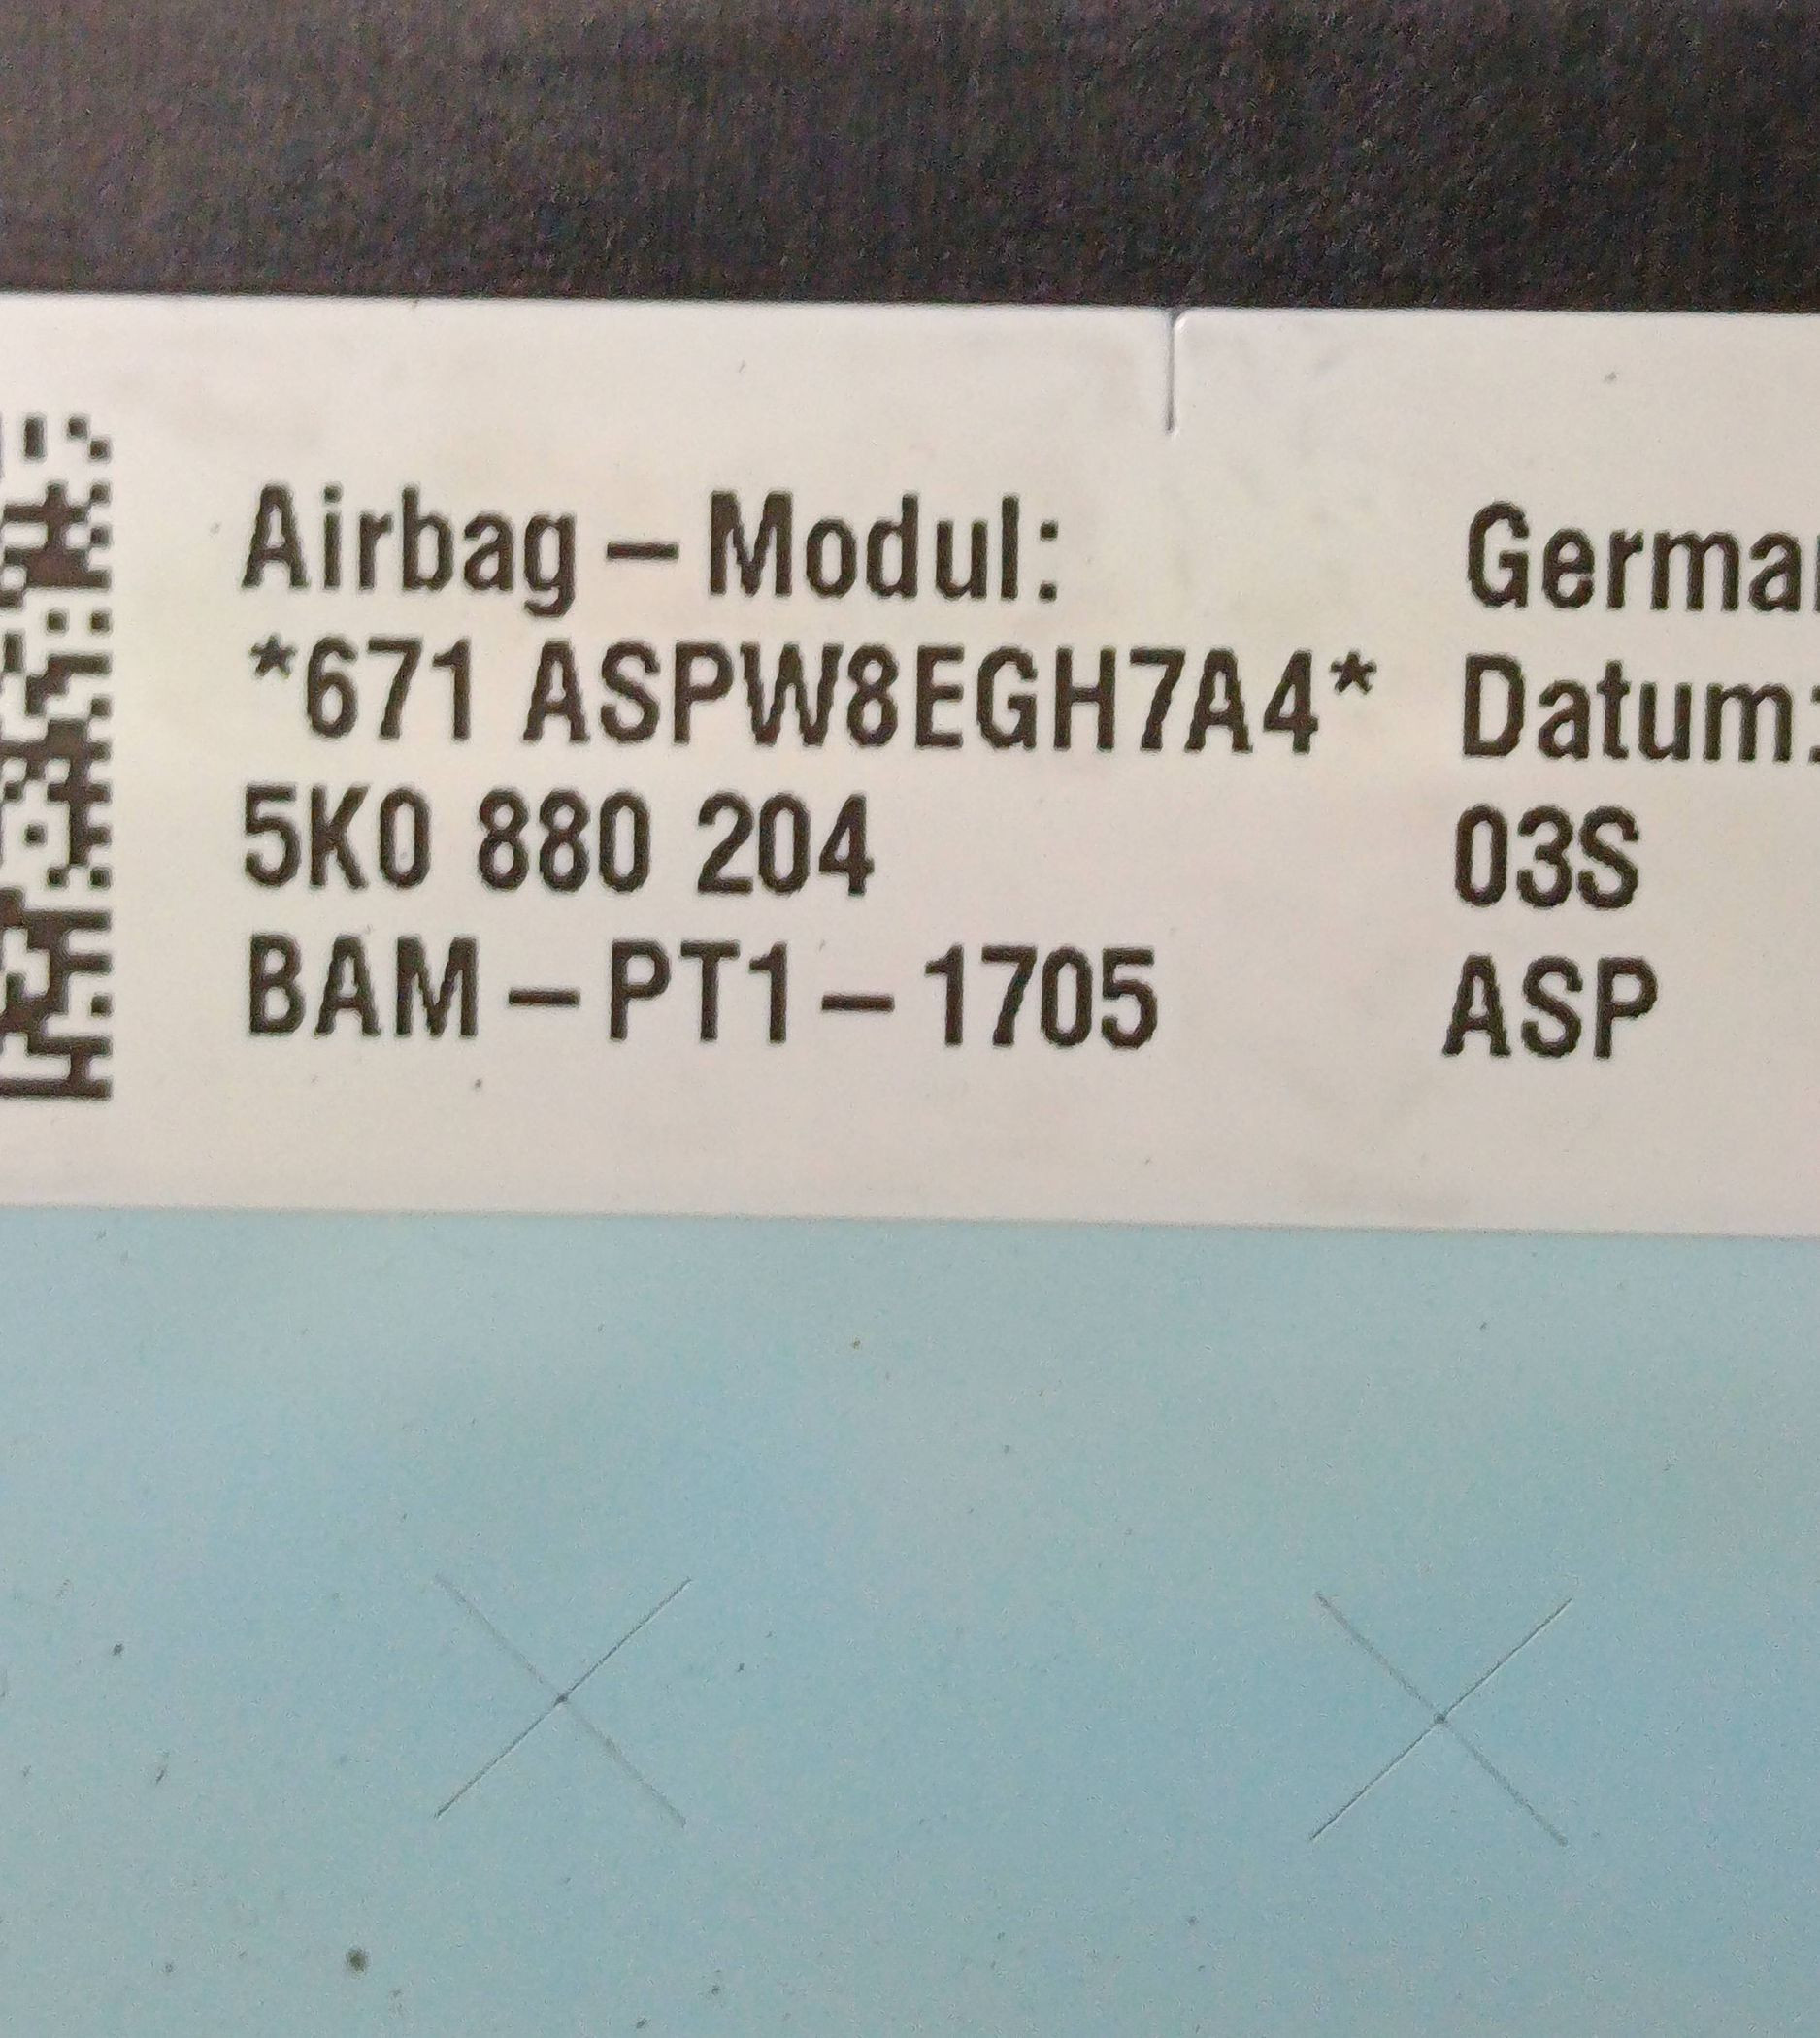 Airbag – Modul:
*671 ASPW8EGH7A4*
5K0 880 204
BAM – PT1 – 1705
Datum:
03S
ASP